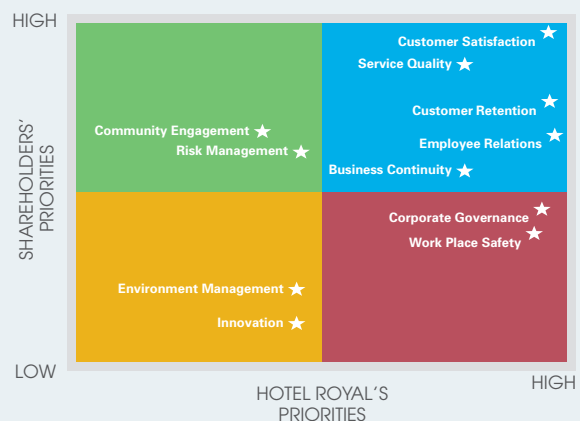 HIGH
Customer Satisfaction
Service Quality
Customer Retention
Community Engagement
Employee Relations
Risk Management
Business Continuity
SHAREHOLDERS'
PRIORITIES
Corporate Governance
Work Place Safety
Environment Management
Innovation
LOW
HIGH
HOTEL ROYAL'S
PRIORITIES